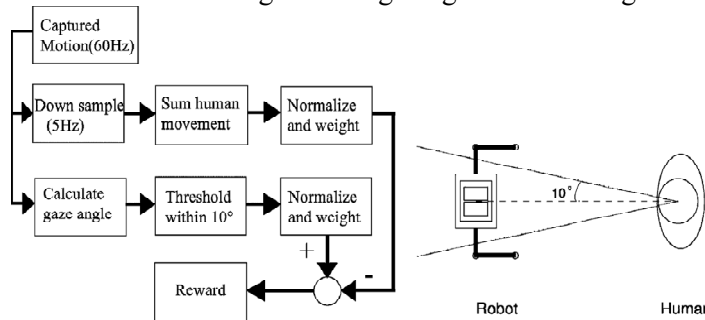 Captured
Motion(60Hz)
Down sample
(5Hz)
Sum human
movement
Normalize
and weight
Calculate
gaze angle
Threshold
within 10°
Normalize
and weight
+
-
Reward
10°
Robot
Human